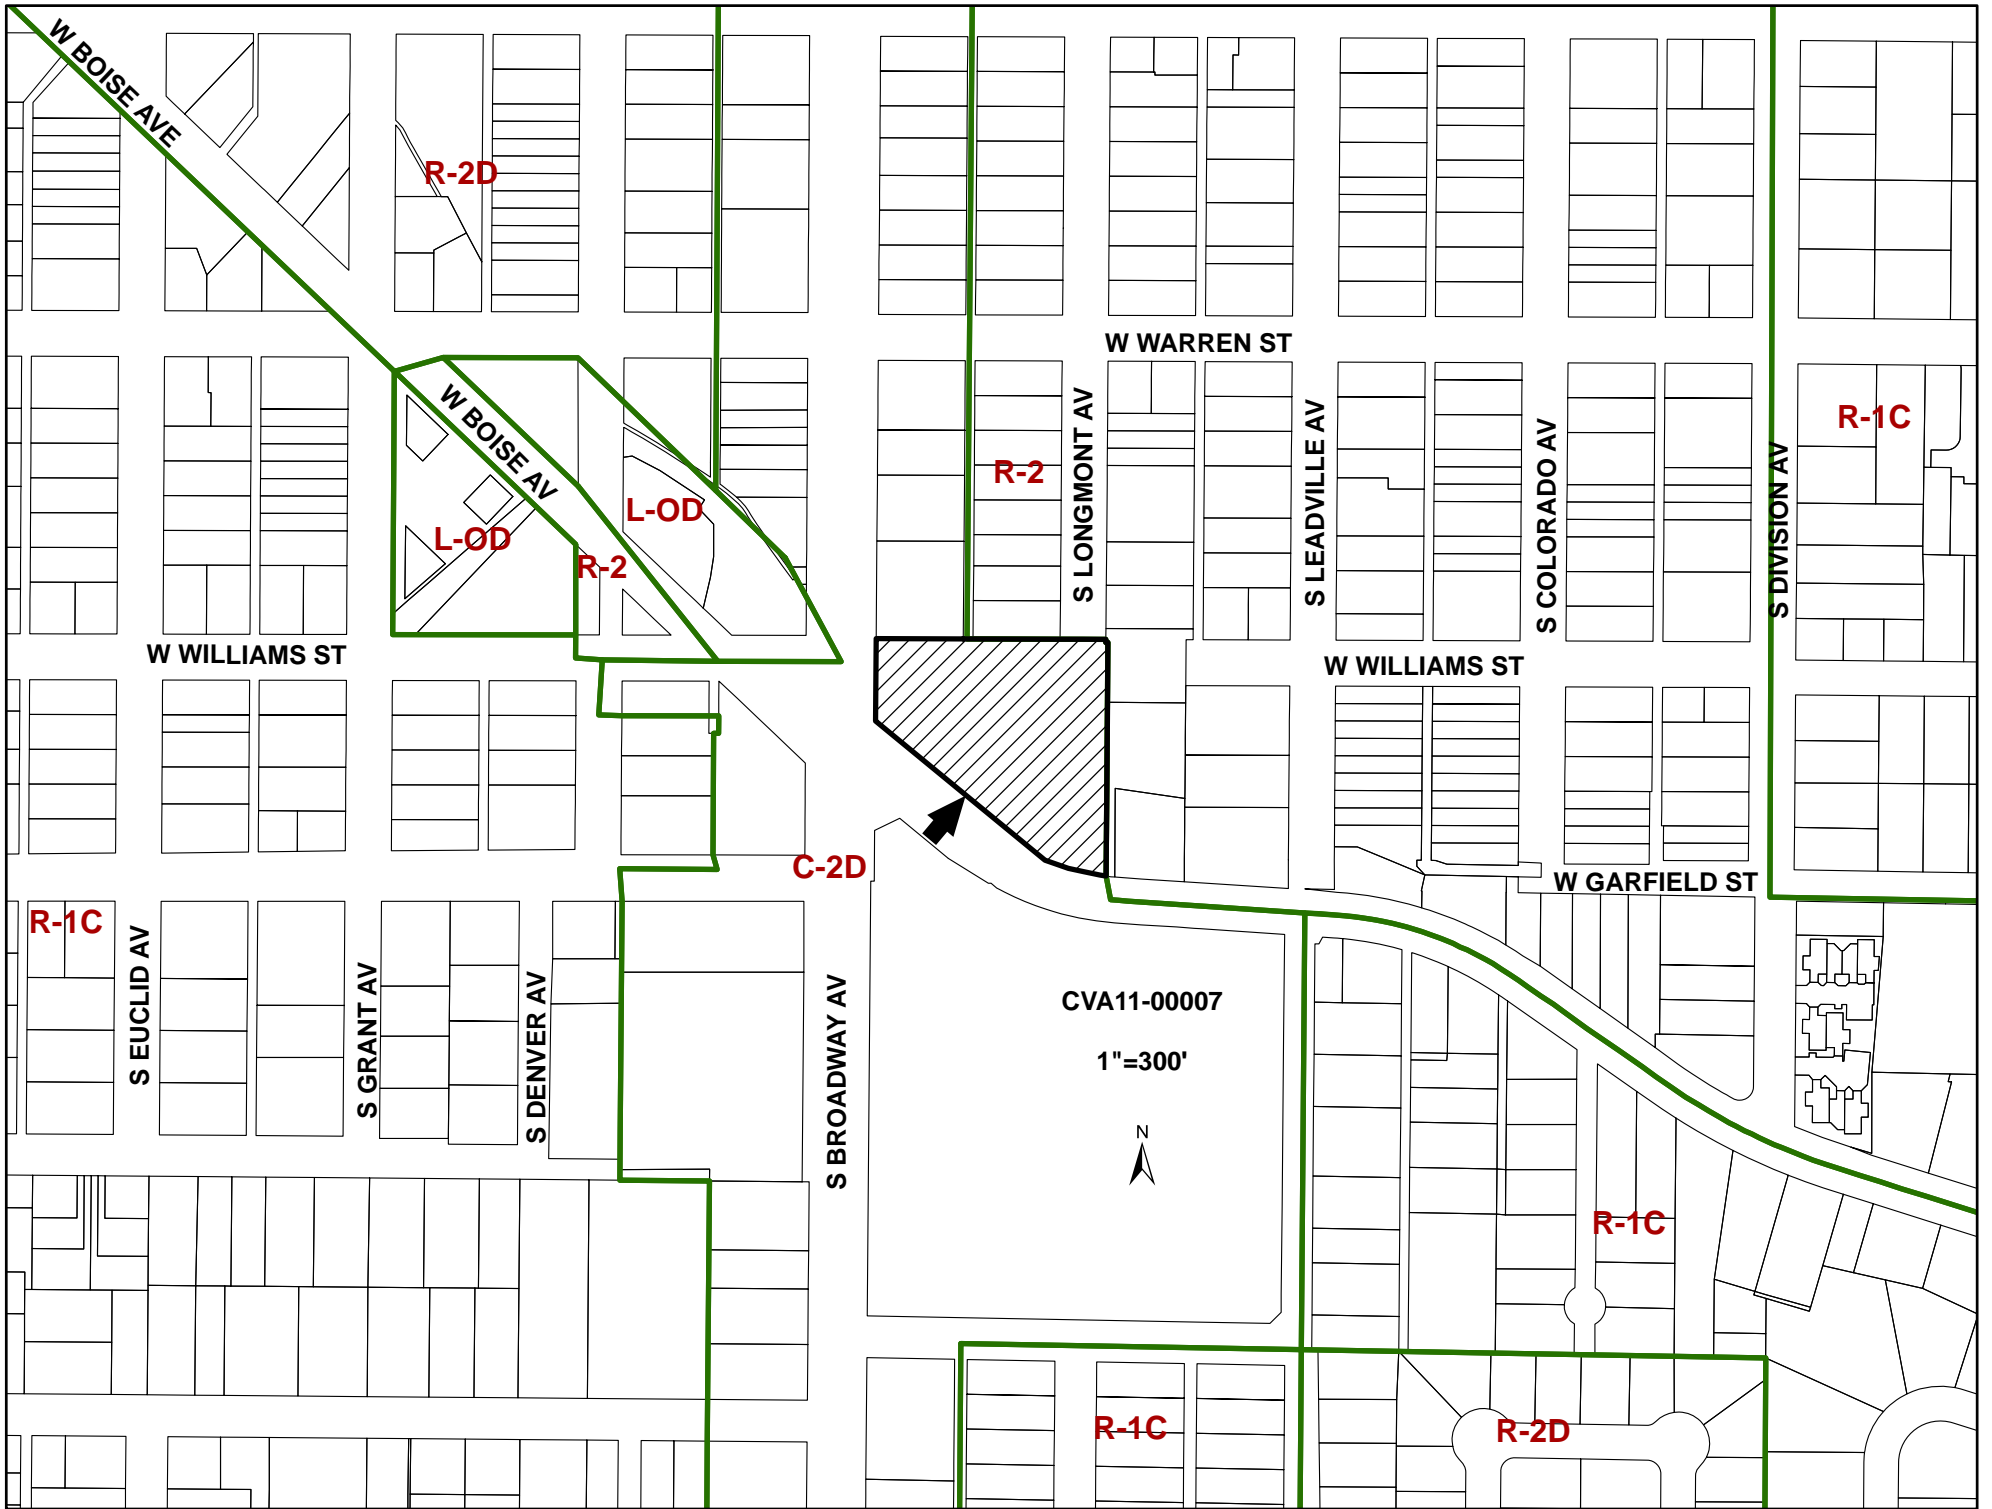 W BOISE AVE
R-2D
W WARREN ST
W BOISE AV
R-1C
R-2
S LONGMONT AV
S LEADVILLE AV
S COLORADO AV
S DIVISION AV
L-OD
L-OD
R-2
W WILLIAMS ST
W WILLIAMS ST
C-2D
W GARFIELD ST
R-1C
S EUCLID AV
S GRANT AV
S DENVER AV
S BROADWAY AV
CVA11-00007
1"=300'
N
R-1C
R-1C
R-2D